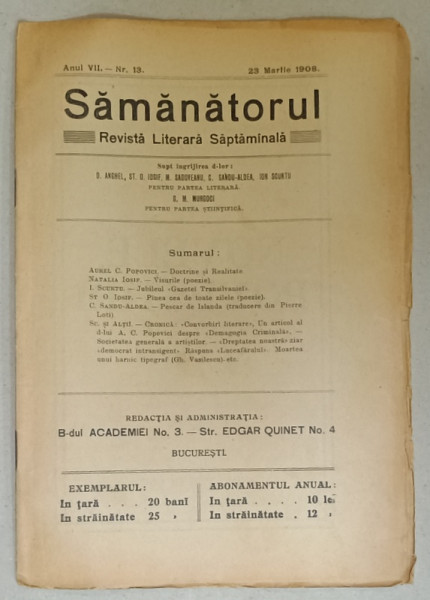 Anul VII. — Nr. 13. 23 Martie 1908.
Sămănătorul
Revistă Literară Săptămînală
Supt îngrijirea d-lor:
D. ANGHEL, ST. O. IOSIF, M. SADOVEANU, C. SANDU-ALDEA, ION SCURTU
PENTRU PARTEA LITERARĂ.
G. M. MURGOCI
PENTRU PARTEA ȘTIINȚIFICĂ.
Sumarul:
AUREL C. POPOVICI. — Doctrine și Realitate
NATALIA IOSIF. — Visurile (poezie).
I. SCURTU. — Jubileul «Gazetei Transilvaniei»
ST O. IOSIF. — Pînea cea de toate zilele (poezie).
C. SANDU-ALDEA. — Pescar de Islanda (traducere din Pierre
Loti)
SC. ȘI ALȚII. — CRONICĂ: «Convorbiri literare», Un articol al
d-lui A. C. Popovici despre «Demagogia Criminală», —
Societatea generală a artiștilor. — «Dreptatea noastră» ziar
«democrat intransigent» Răspuns «Luceafărului». Moartea
unui harnic tipograf (Gh. Vasilescu). etc.
REDACȚIA ȘI ADMINISTRAȚIA:
B-dul ACADEMIEI No. 3. — Str. EDGAR QUINET No. 4
BUCUREȘTI.
EXEMPLARUL: ABONAMENTUL ANUAL:
In țară . . . 20 banĭ In țară . . . . 10 lei
In străinătate 25 » In străinătate . 12 »